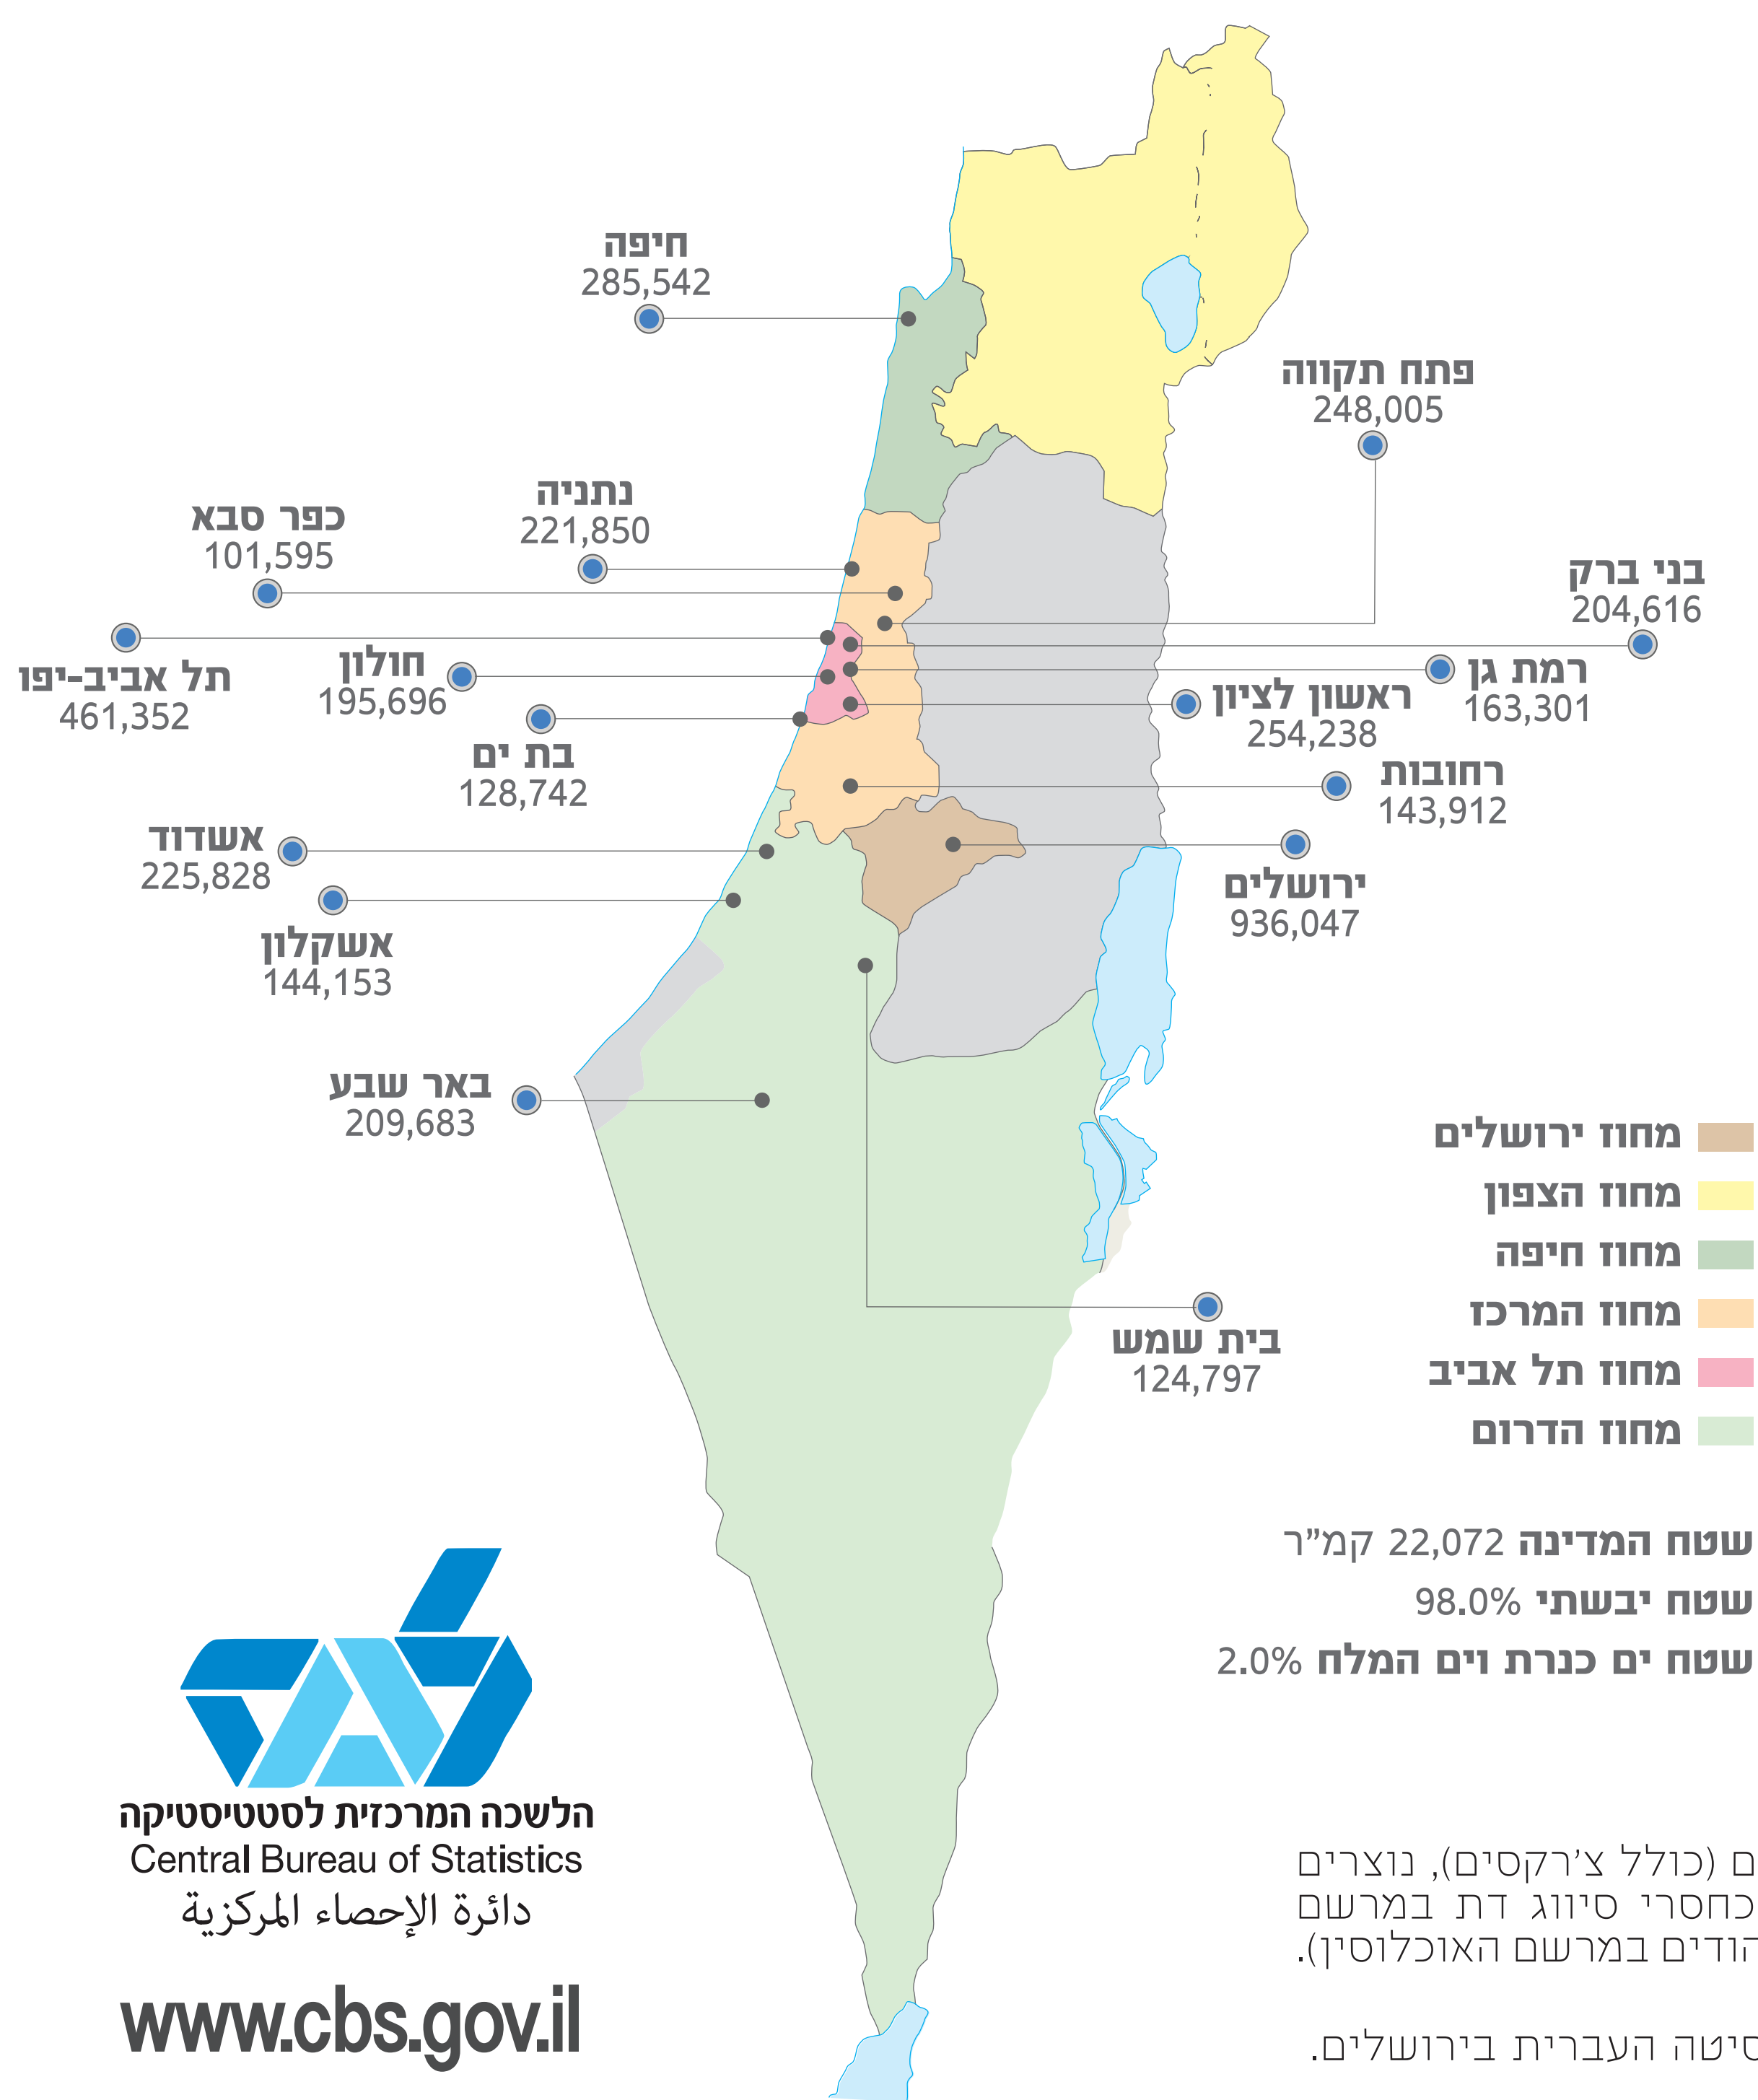 חיפה
285,542
פתח תקווה
248,005
נתניה
221,850
כפר סבא
101,595
בני ברק
204,616
תל אביב-יפו
461,352
חולון
195,696
רמת גן
163,301
ראשון לציון
254,238
בת ים
128,742
רחובות
143,912
אשדוד
225,828
ירושלים
936,047
אשקלון
144,153
באר שבע
209,683
בית שמש
124,797
מחוז ירושלים
מחוז הצפון
מחוז חיפה
מחוז המרכז
מחוז תל אביב
מחוז הדרום
שטח המדינה 22,072 קמ"ר
שטח יבשתי 98.0%
שטח ים כנרת וים המלח 2.0%
הלשכה המרכזית לסטטיסטיקה
Central Bureau of Statistics
دائرة الإحصاء المركزية
www.cbs.gov.il
ם (כולל צ'רקסים), נוצרים
כחסרי סיווג דת במרשם
הודים במרשם האוכלוסין).
סיטה העברית בירושלים.